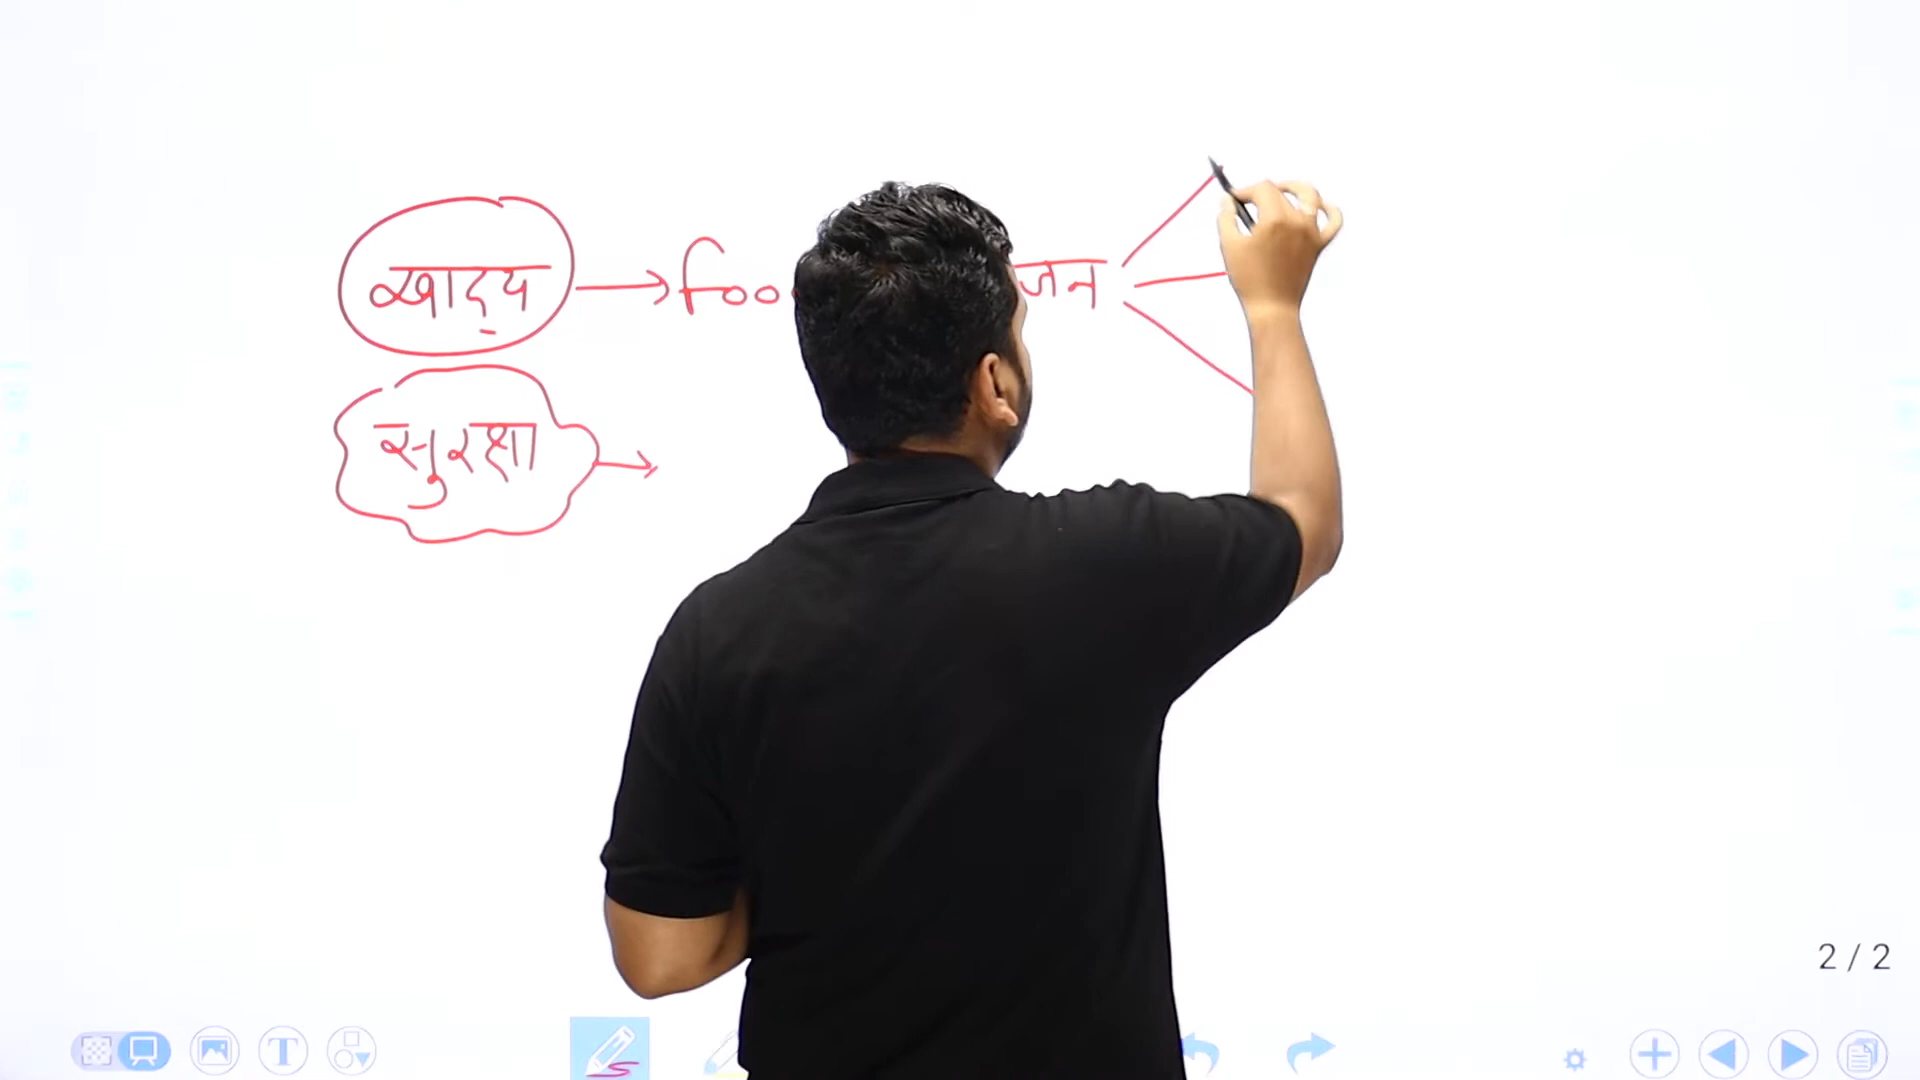 खाद्य → foo जन
सुरक्षा →
2 / 2